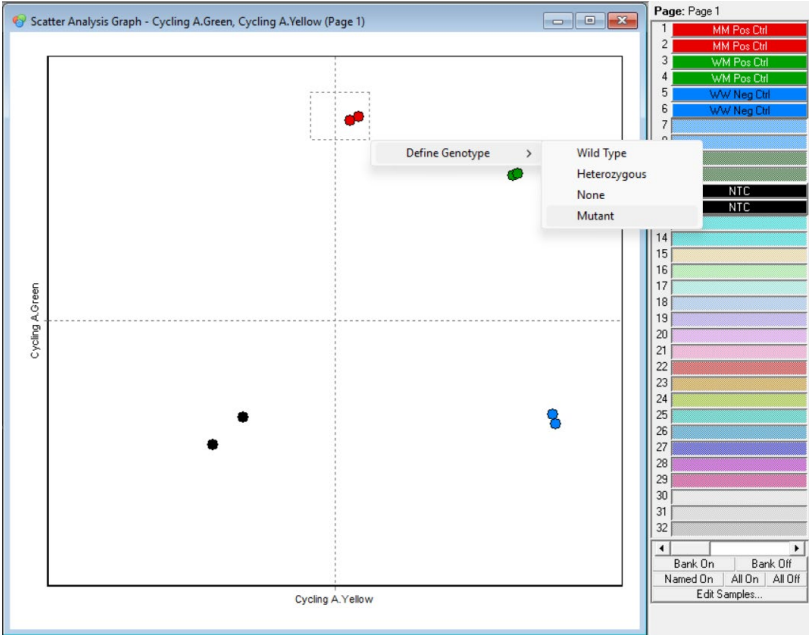 Scatter Analysis Graph - Cycling A.Green, Cycling A.Yellow (Page 1)
Cycling A.Green
Cycling A.Yellow
Define Genotype >
Wild Type
Heterozygous
None
Mutant
Page: Page 1
1 MM Pos Ctrl
2 MM Pos Ctrl
3 WM Pos Ctrl
4 WM Pos Ctrl
5 WW Neg Ctrl
6 WW Neg Ctrl
7
NTC
NTC
14
15
16
17
18
19
20
21
22
23
24
25
26
27
28
29
30
31
32
Bank On Bank Off
Named On All On All Off
Edit Samples...